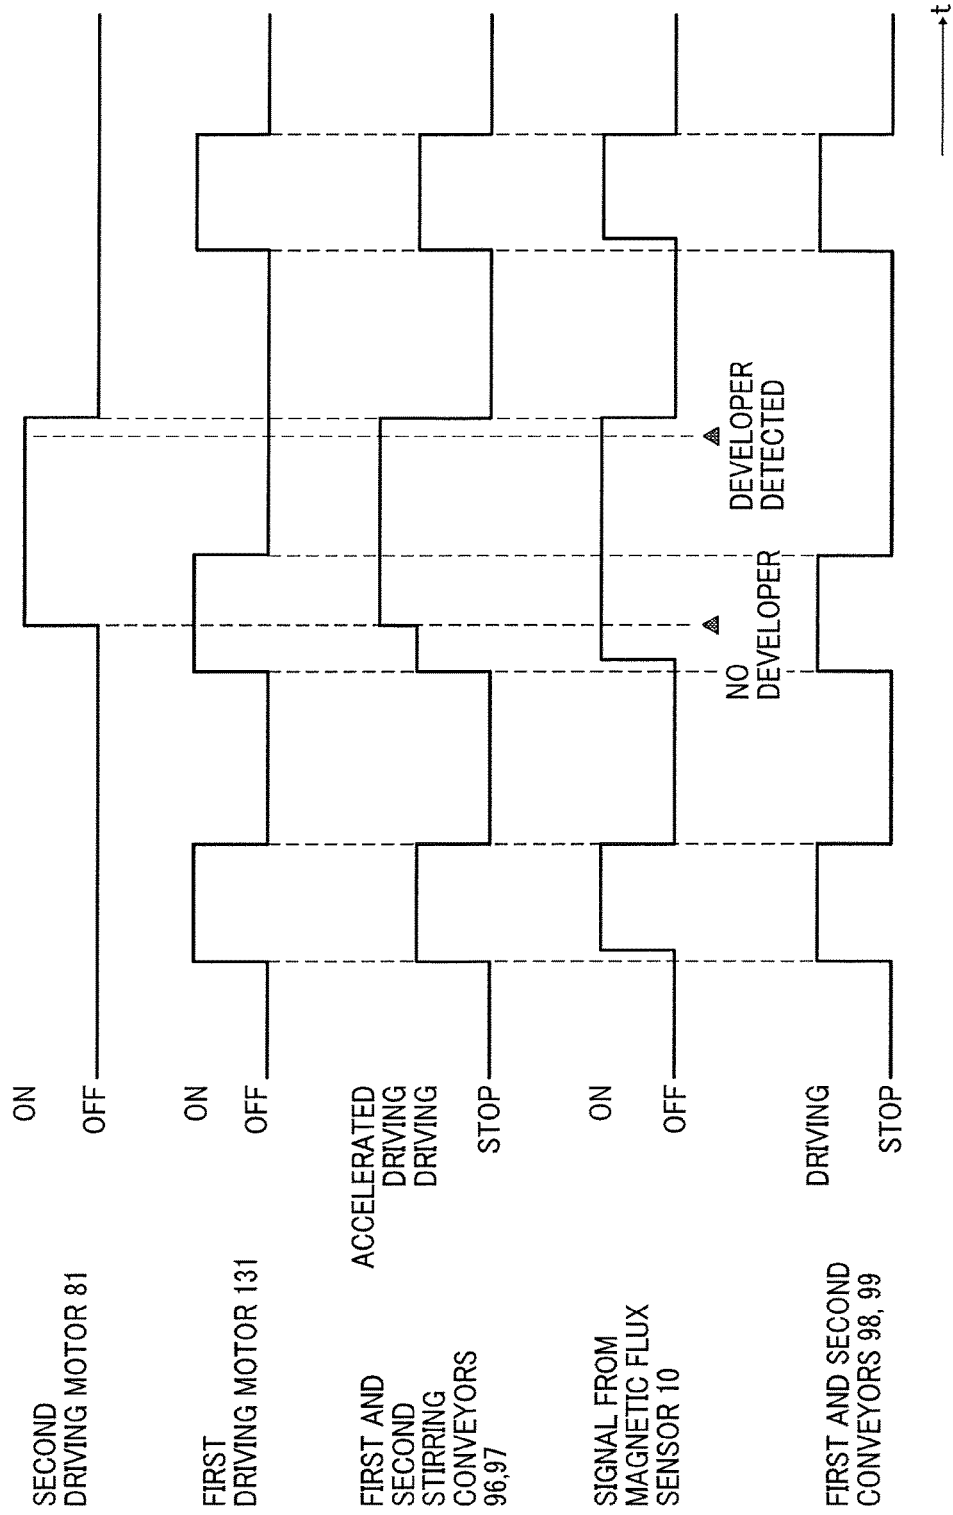 SECOND
DRIVING MOTOR 81
ON
OFF
FIRST
DRIVING MOTOR 131
ON
OFF
FIRST AND
SECOND
STIRRING
CONVEYORS
96,97
ACCELERATED
DRIVING
DRIVING
STOP
SIGNAL FROM
MAGNETIC FLUX
SENSOR 10
ON
OFF
NO
DEVELOPER
DEVELOPER
DETECTED
FIRST AND SECOND
CONVEYORS 98, 99
DRIVING
STOP
t